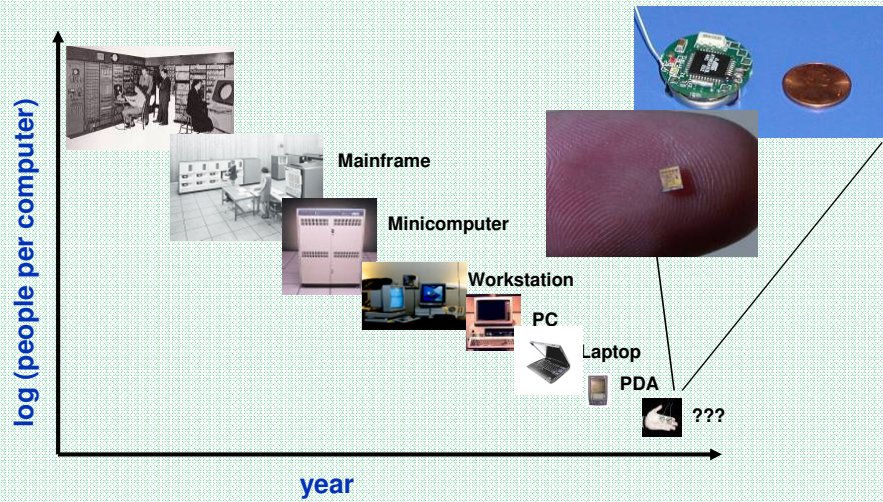 log (people per computer)
Mainframe
Minicomputer
Workstation
PC
Laptop
PDA
???
year